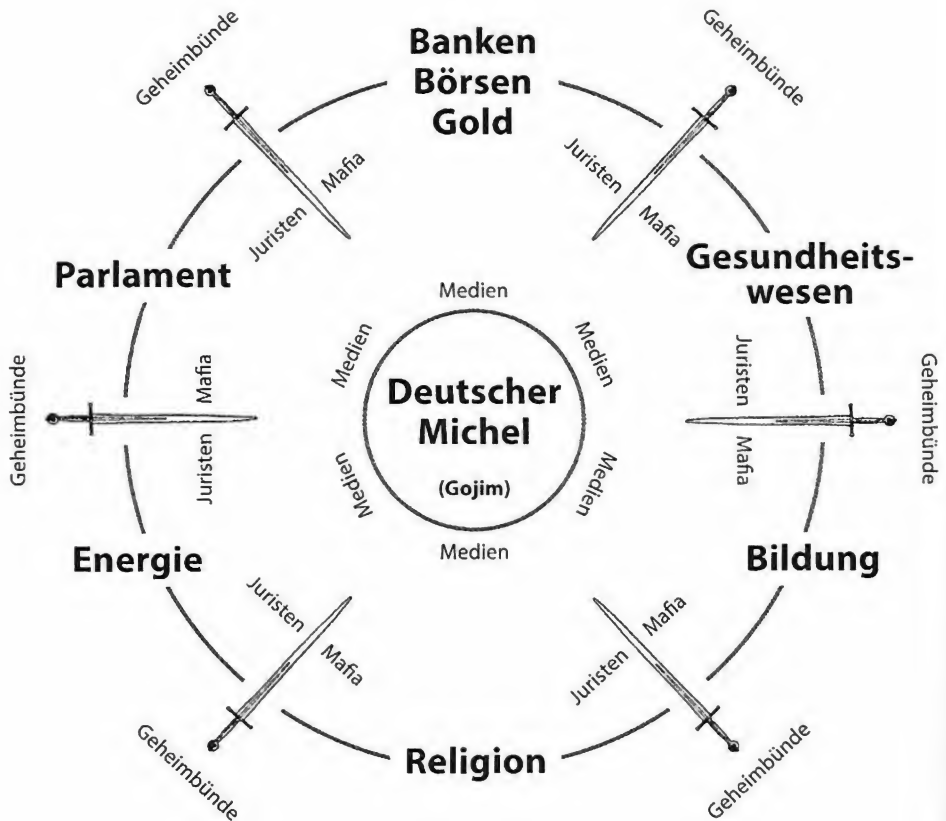 Geheimbünde
Banken
Börsen
Gold
Geheimbünde
Juristen
Mafia
Juristen
Mafia
Parlament
Gesundheits-
wesen
Medien
Medien
Medien
Geheimbünde
Mafia
Juristen
Deutscher
Michel
(Gojim)
Juristen
Mafia
Geheimbünde
Medien
Medien
Medien
Energie
Bildung
Juristen
Mafia
Juristen
Mafia
Geheimbünde
Religion
Geheimbünde